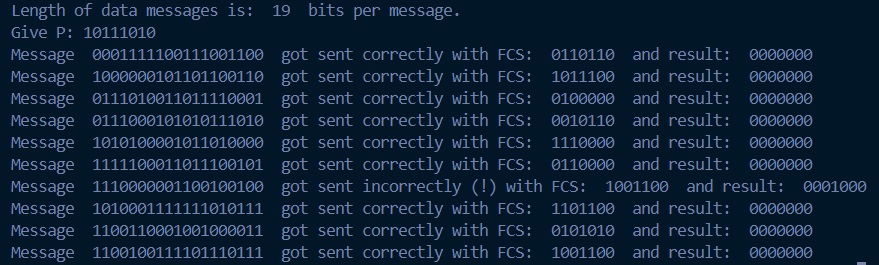 Length of data messages is:  19  bits per message.
Give P: 10111010
Message  0001111100111001100  got sent correctly with FCS:  0110110  and result:  0000000
Message  1000000101101100110  got sent correctly with FCS:  1011100  and result:  0000000
Message  0111010011011110001  got sent correctly with FCS:  0100000  and result:  0000000
Message  0111000101010111010  got sent correctly with FCS:  0010110  and result:  0000000
Message  1010100001011010000  got sent correctly with FCS:  1110000  and result:  0000000
Message  1111100011011100101  got sent correctly with FCS:  0110000  and result:  0000000
Message  1110000001100100100  got sent incorrectly (!) with FCS:  1001100  and result:  0001000
Message  1010001111111010111  got sent correctly with FCS:  1101100  and result:  0000000
Message  1100110001001000011  got sent correctly with FCS:  0101010  and result:  0000000
Message  1100100111101110111  got sent correctly with FCS:  1001100  and result:  0000000